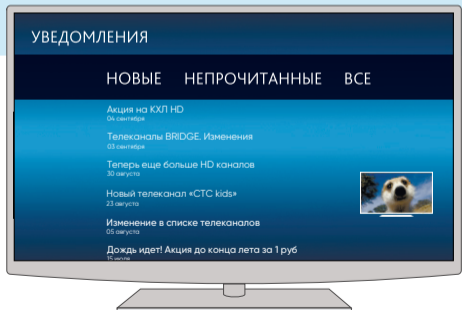 УВЕДОМЛЕНИЯ
НОВЫЕ НЕПРОЧИТАННЫЕ ВСЕ
Акция на КХЛ HD
04 сентября
Телеканалы BRIDGE. Изменения
03 сентября
Теперь еще больше HD каналов
30 августа
Новый телеканал «СТС kids»
23 августа
Изменение в списке телеканалов
05 августа
Дождь идет! Акция до конца лета за 1 руб
15 июля